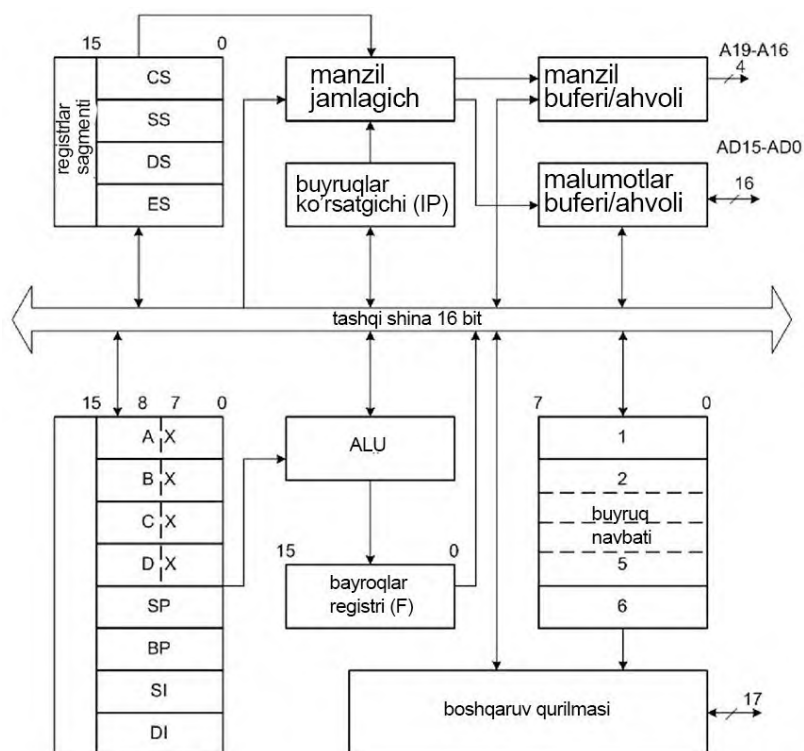 15 0
registrlar
sagmenti
CS
SS
DS
ES
manzil
jamlagich
manzil
buferi/ahvoli
A19-A16
4
buyruqlar
ko'rsatgichi (IP)
malumotlar
buferi/ahvoli
AD15-AD0
16
tashqi shina 16 bit
15 8 7 0
A X
B X
C X
D X
SP
BP
SI
DI
ALU
15 0
bayroqlar
registri (F)
7 0
1
2
buyruq
navbati
5
6
boshqaruv qurilmasi
17